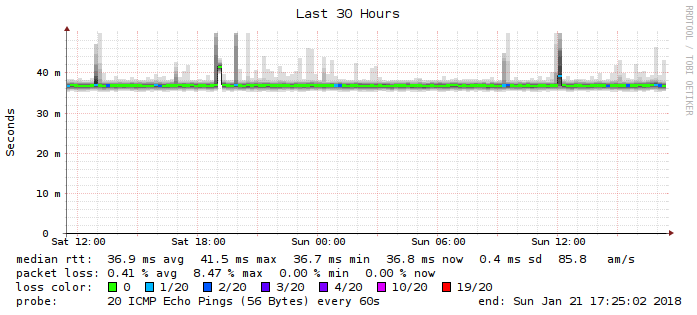 Last 30 Hours
RRDTOOL / TOBI OETIKER
Seconds
40 m
30 m
20 m
10 m
0
Sat 12:00 Sat 18:00 Sun 00:00 Sun 06:00 Sun 12:00
median rtt: 36.9 ms avg 41.5 ms max 36.7 ms min 36.8 ms now 0.4 ms sd 85.8 am/s
packet loss: 0.41 % avg 8.47 % max 0.00 % min 0.00 % now
loss color: 0 1/20 2/20 3/20 4/20 10/20 19/20
probe: 20 ICMP Echo Pings (56 Bytes) every 60s end: Sun Jan 21 17:25:02 2018